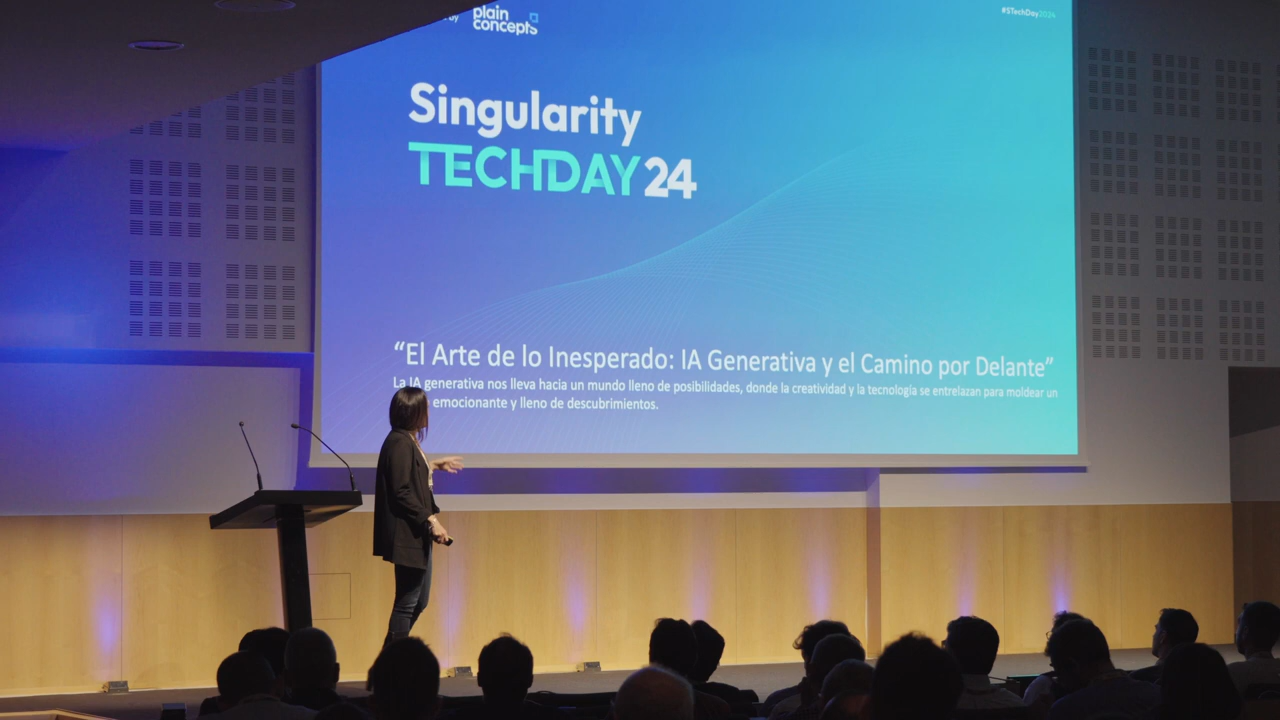 by
plain
concepts
#STechDay2024
Singularity
TECHDAY24
“El Arte de lo Inesperado: IA Generativa y el Camino por Delante”
La IA generativa nos lleva hacia un mundo lleno de posibilidades, donde la creatividad y la tecnología se entrelazan para moldear un
emocionante y lleno de descubrimientos.